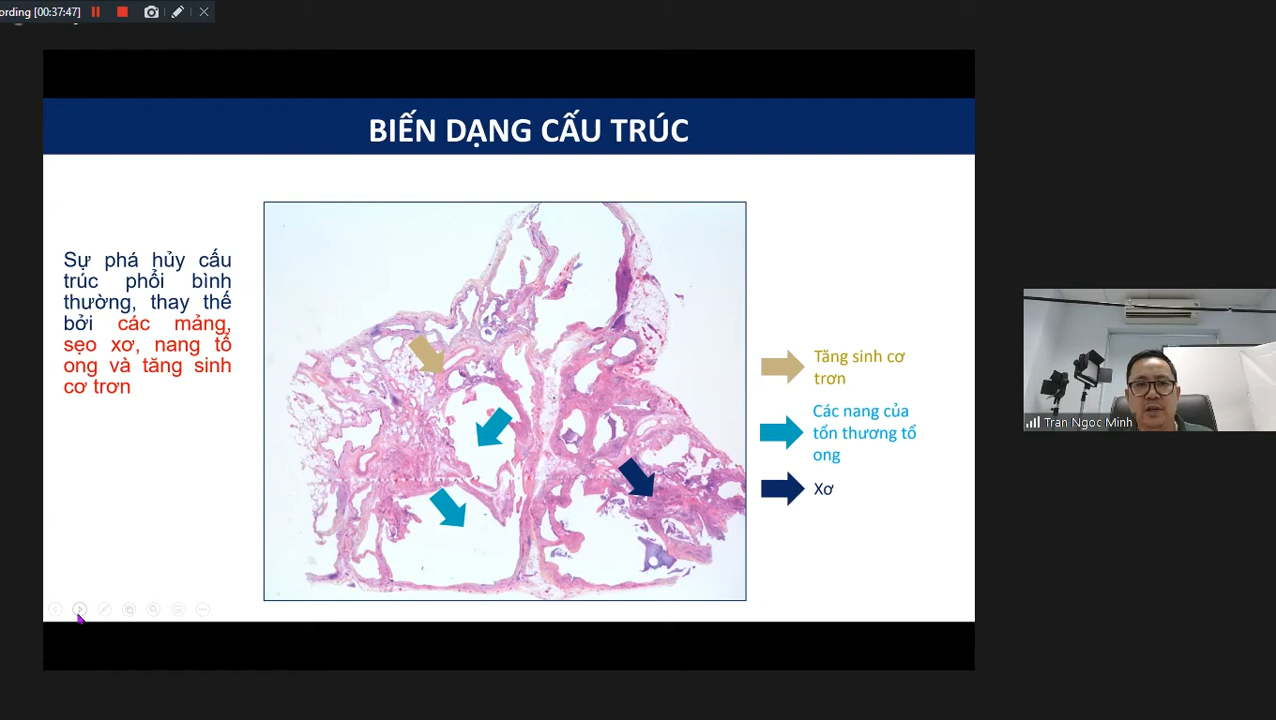 ording [00:37:47]
BIẾN DẠNG CẤU TRÚC
Sự phá hủy cấu
trúc phổi bình
thường, thay thế
bởi các mảng,
sẹo xơ, nang tổ
ong và tăng sinh
cơ trơn
Tăng sinh cơ
trơn
Các nang của
tổn thương tổ
ong
Xơ
Tran Ngoc Minh